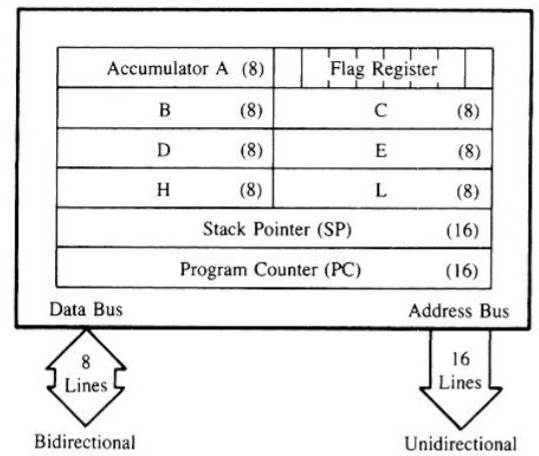 Accumulator A (8) Flag Register
B (8) C (8)
D (8) E (8)
H (8) L (8)
Stack Pointer (SP) (16)
Program Counter (PC) (16)
Data Bus Address Bus
8 16
Lines Lines
Bidirectional Unidirectional